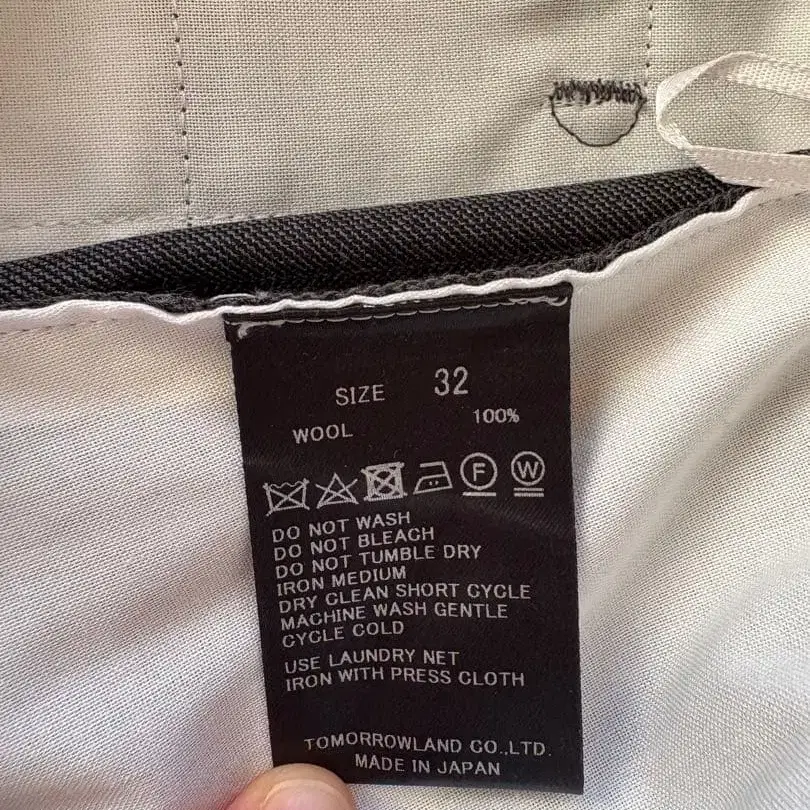 SIZE 32
WOOL 100%
F W
DO NOT WASH
DO NOT BLEACH
DO NOT TUMBLE DRY
IRON MEDIUM
DRY CLEAN SHORT CYCLE
MACHINE WASH GENTLE
CYCLE COLD
USE LAUNDRY NET
IRON WITH PRESS CLOTH
TOMORROWLAND CO.,LTD.
MADE IN JAPAN